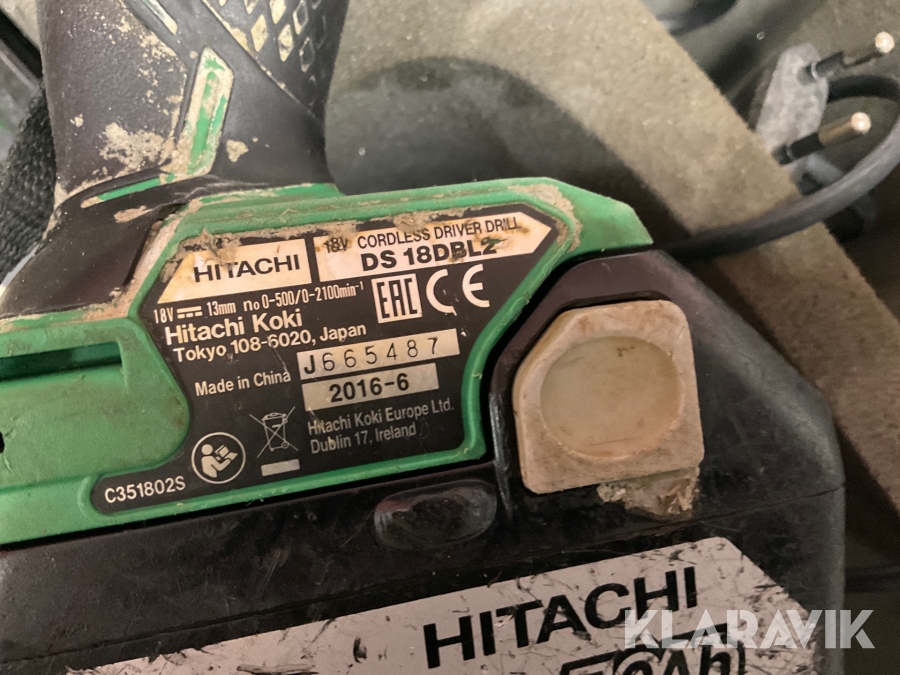 HITACHI
18V CORDLESS DRIVER DRILL
DS 18DBL2
18V ⎓ 13mm no 0-500/0-2100min⁻¹
Hitachi Koki
Tokyo 108-6020, Japan
EAC CE
Made in China
J665487
2016-6
Hitachi Koki Europe Ltd.
Dublin 17, Ireland
C351802S
HITACHI
KLARAVIK